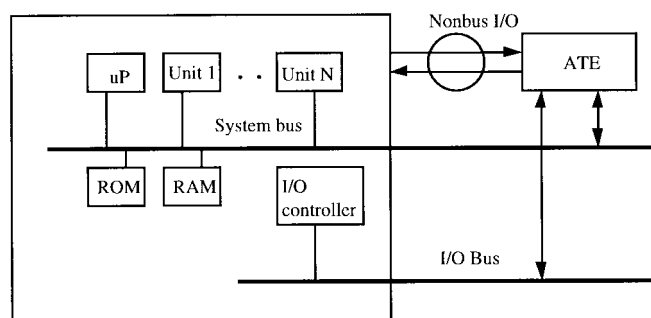 Nonbus I/O
uP
Unit 1
. .
Unit N
ATE
System bus
ROM
RAM
I/O
controller
I/O Bus